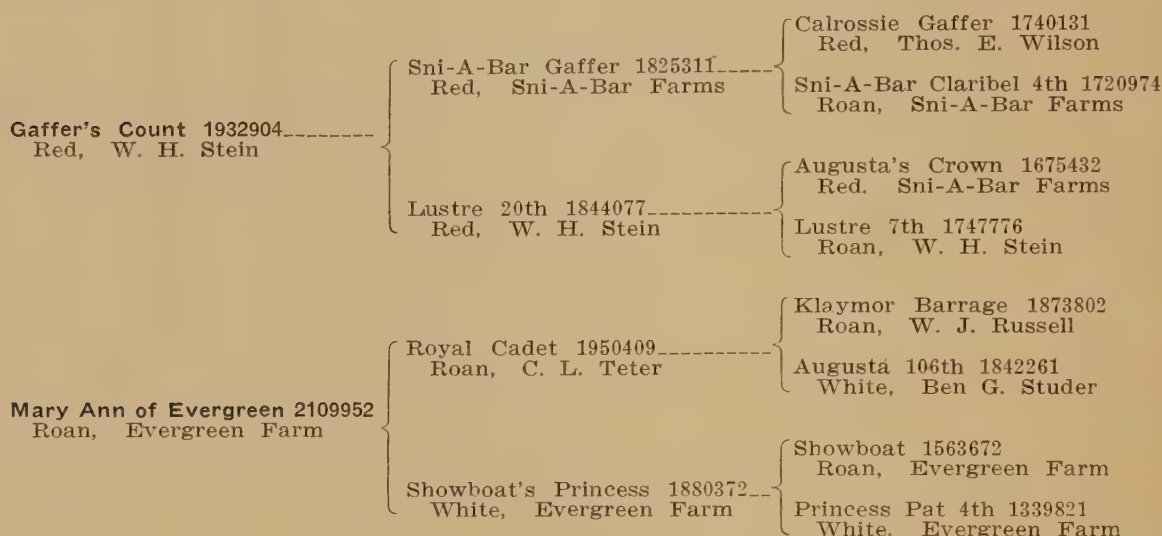 Gaffer's Count 1932904
Red, W. H. Stein
Sni-A-Bar Gaffer 1825311
Red, Sni-A-Bar Farms
Calrossie Gaffer 1740131
Red, Thos. E. Wilson
Sni-A-Bar Claribel 4th 1720974
Roan, Sni-A-Bar Farms
Lustre 20th 1844077
Red, W. H. Stein
Augusta's Crown 1675432
Red. Sni-A-Bar Farms
Lustre 7th 1747776
Roan, W. H. Stein
Mary Ann of Evergreen 2109952
Roan, Evergreen Farm
Royal Cadet 1950409
Roan, C. L. Teter
Klaymor Barrage 1873802
Roan, W. J. Russell
Augusta 106th 1842261
White, Ben G. Studer
Showboat's Princess 1880372
White, Evergreen Farm
Showboat 1563672
Roan, Evergreen Farm
Princess Pat 4th 1339821
White. Evergreen Farm